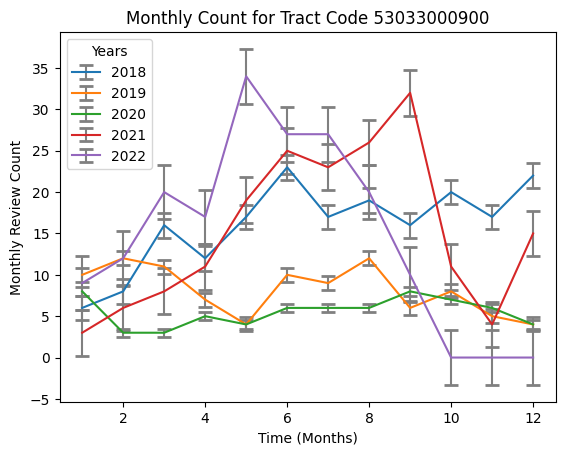 Monthly Count for Tract Code 53033000900
Years
2018
2019
2020
2021
2022
Monthly Review Count
35
30
25
20
15
10
5
0
−5
2 4 6 8 10 12
Time (Months)